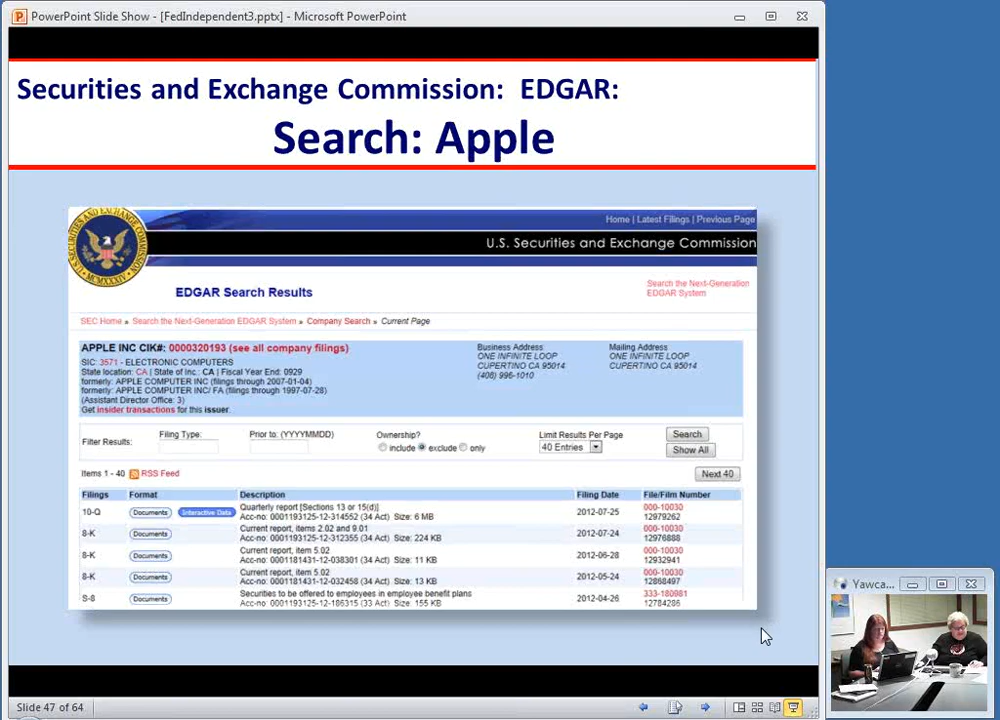 PowerPoint Slide Show - [FedIndependent3.pptx] - Microsoft PowerPoint
Securities and Exchange Commission: EDGAR:
Search: Apple
SECURITIES AND EXCHANGE COMMISSION
MCMXXXIV
Home | Latest Filings | Previous Page
U.S. Securities and Exchange Commission
EDGAR Search Results
Search the Next-Generation
EDGAR System
SEC Home » Search the Next-Generation EDGAR System » Company Search » Current Page
APPLE INC CIK#: 0000320193 (see all company filings)
SIC: 3571 - ELECTRONIC COMPUTERS
State location: CA | State of Inc.: CA | Fiscal Year End: 0929
formerly: APPLE COMPUTER INC (filings through 2007-01-04)
formerly: APPLE COMPUTER INC/ FA (filings through 1997-07-28)
(Assistant Director Office: 3)
Get insider transactions for this issuer.
Business Address
ONE INFINITE LOOP
CUPERTINO CA 95014
(408) 996-1010
Mailing Address
ONE INFINITE LOOP
CUPERTINO CA 95014
Filter Results:
Filing Type:
Prior to: (YYYYMMDD)
Ownership?
include exclude only
Limit Results Per Page
40 Entries
Search
Show All
Items 1 - 40 RSS Feed
Next 40
Filings Format Description Filing Date File/Film Number
10-Q Documents Interactive Data Quarterly report [Sections 13 or 15(d)] 2012-07-25 000-10030
Acc-no: 0001193125-12-314552 (34 Act) Size: 6 MB 12979262
8-K Documents Current report, items 2.02 and 9.01 2012-07-24 000-10030
Acc-no: 0001193125-12-312355 (34 Act) Size: 224 KB 12976888
8-K Documents Current report, item 5.02 2012-06-28 000-10030
Acc-no: 0001181431-12-038301 (34 Act) Size: 11 KB 12932941
8-K Documents Current report, item 5.02 2012-05-24 000-10030
Acc-no: 0001181431-12-032458 (34 Act) Size: 13 KB 12868497
S-8 Documents Securities to be offered to employees in employee benefit plans 2012-04-26 333-180981
Acc-no: 0001193125-12-186315 (33 Act) Size: 155 KB 12784286
Yawca...
Slide 47 of 64